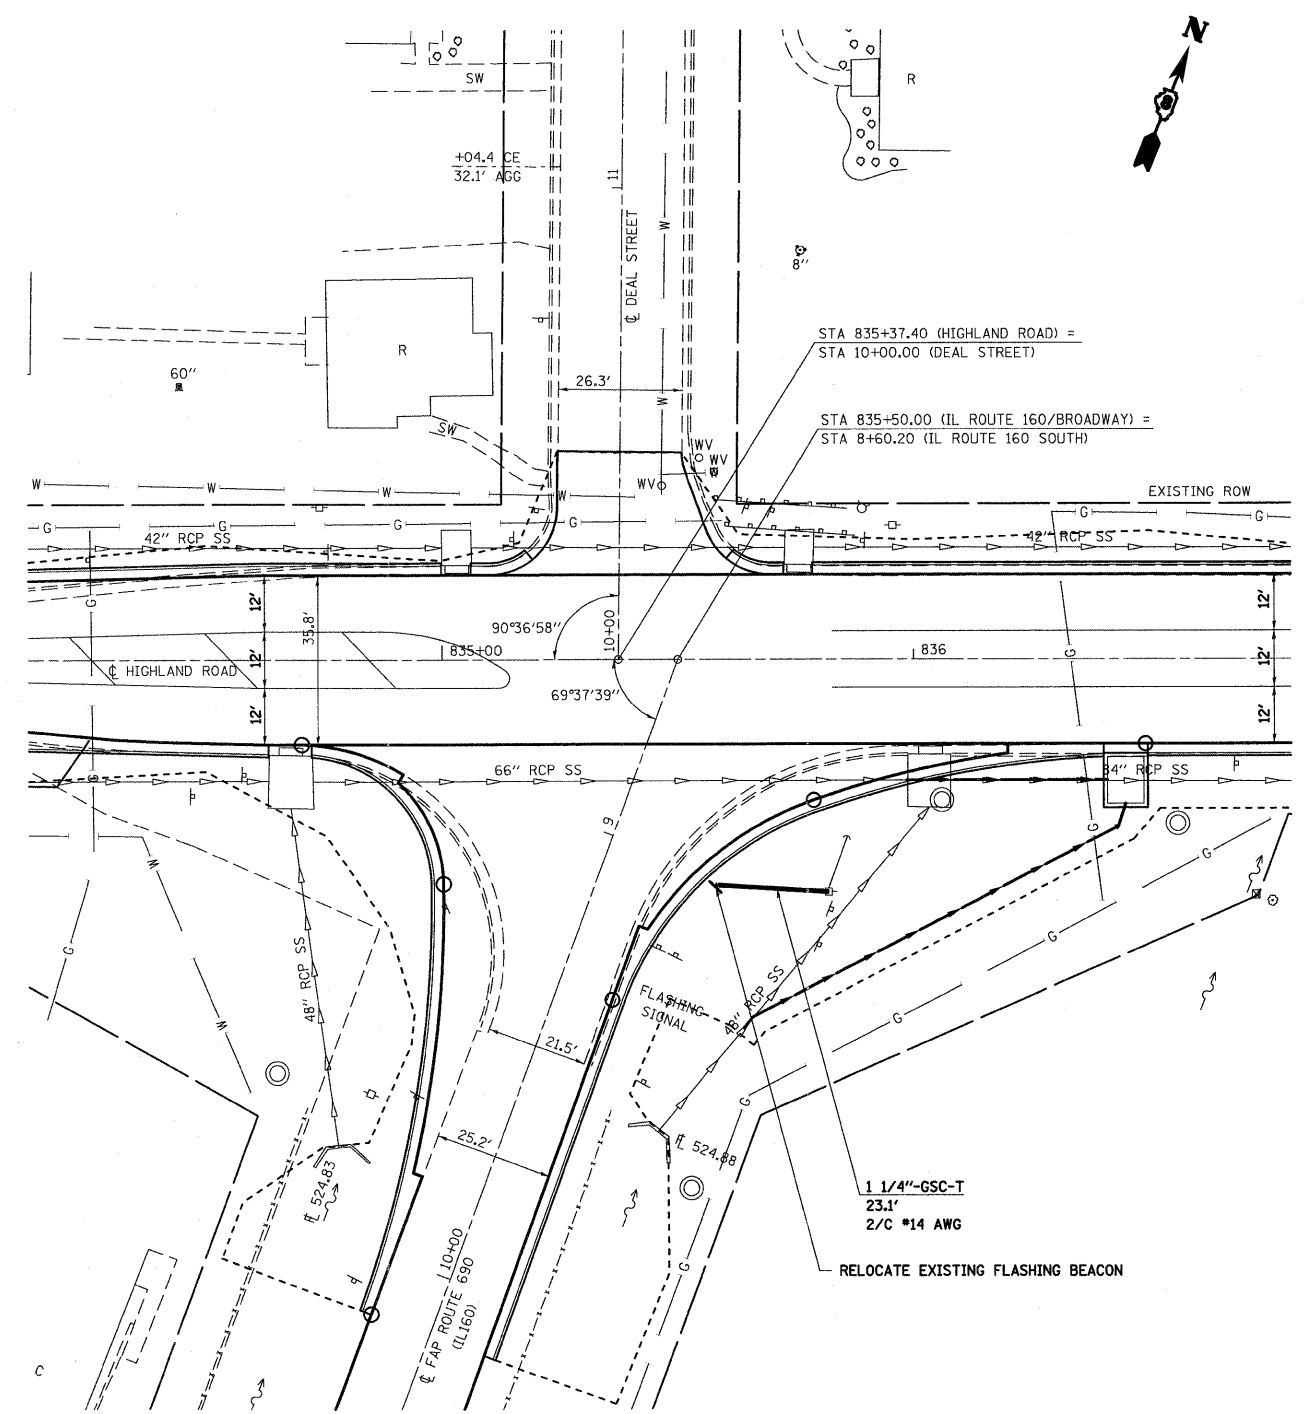 N
SW
R
+04.4 CE
32.1' AGG
11
℄ DEAL STREET
W
8"
STA 835+37.40 (HIGHLAND ROAD) =
STA 10+00.00 (DEAL STREET)
R
60"
26.3'
W
STA 835+50.00 (IL ROUTE 160/BROADWAY) =
STA 8+60.20 (IL ROUTE 160 SOUTH)
SW
WV
WV
WV
W
W
W
W
EXISTING ROW
G
G
G
G
G
G
42" RCP SS
42" RCP SS
G
12'
35.8'
12'
90°36'58"
10+00
835+00
836
G
12'
12'
℄ HIGHLAND ROAD
69°37'39"
12'
12'
G
66" RCP SS
84" RCP SS
9
G
G
W
G
48" RCP SS
G
FLASHING
SIGNAL
48" RCP SS
G
W
21.5'
G
25.2'
FL 524.83
FL 524.88
1 1/4"-GSC-T
23.1'
2/C #14 AWG
10+00
G
RELOCATE EXISTING FLASHING BEACON
℄ FAP ROUTE 690
(IL160)
C